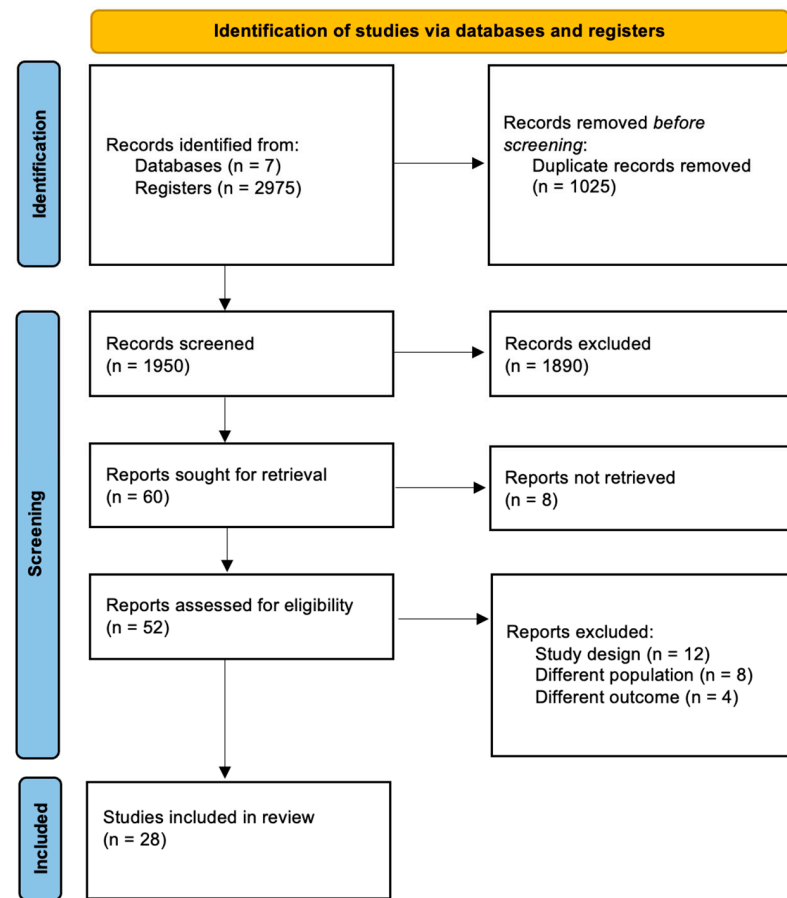 Identification of studies via databases and registers
Identification
Records identified from:
Databases (n = 7)
Registers (n = 2975)
Records removed before
screening:
Duplicate records removed
(n = 1025)
Screening
Records screened
(n = 1950)
Records excluded
(n = 1890)
Reports sought for retrieval
(n = 60)
Reports not retrieved
(n = 8)
Reports assessed for eligibility
(n = 52)
Reports excluded:
Study design (n = 12)
Different population (n = 8)
Different outcome (n = 4)
Included
Studies included in review
(n = 28)